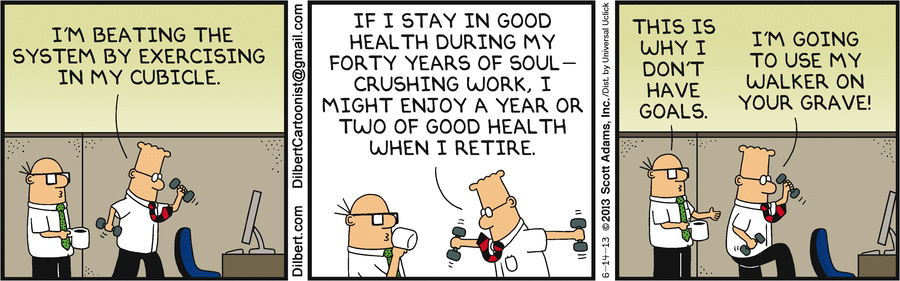 I'M BEATING THE
SYSTEM BY EXERCISING
IN MY CUBICLE.
Dilbert.com DilbertCartoonist@gmail.com
IF I STAY IN GOOD
HEALTH DURING MY
FORTY YEARS OF SOUL–
CRUSHING WORK, I
MIGHT ENJOY A YEAR OR
TWO OF GOOD HEALTH
WHEN I RETIRE.
6-14-13 ©2013 Scott Adams, Inc. /Dist. by Universal Uclick
THIS IS
WHY I
DON'T
HAVE
GOALS.
I'M GOING
TO USE MY
WALKER ON
YOUR GRAVE!